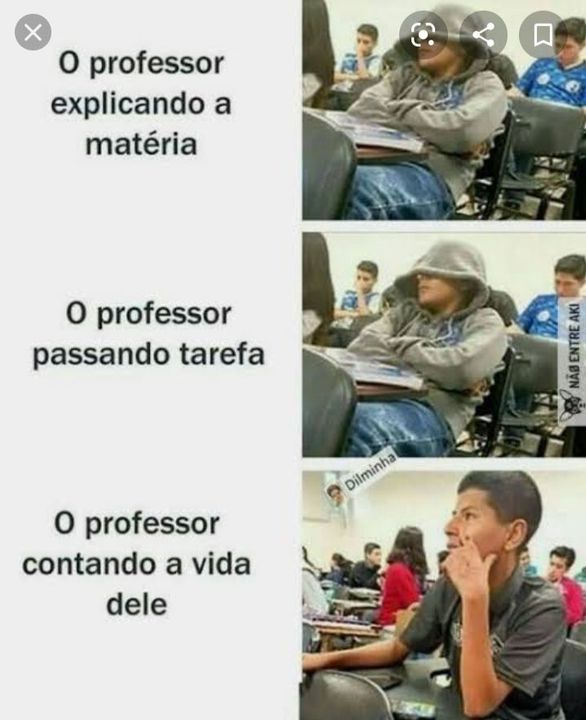 O professor
explicando a
matéria
O professor
passando tarefa
NÃO ENTRE AKI
Dilminha
O professor
contando a vida
dele